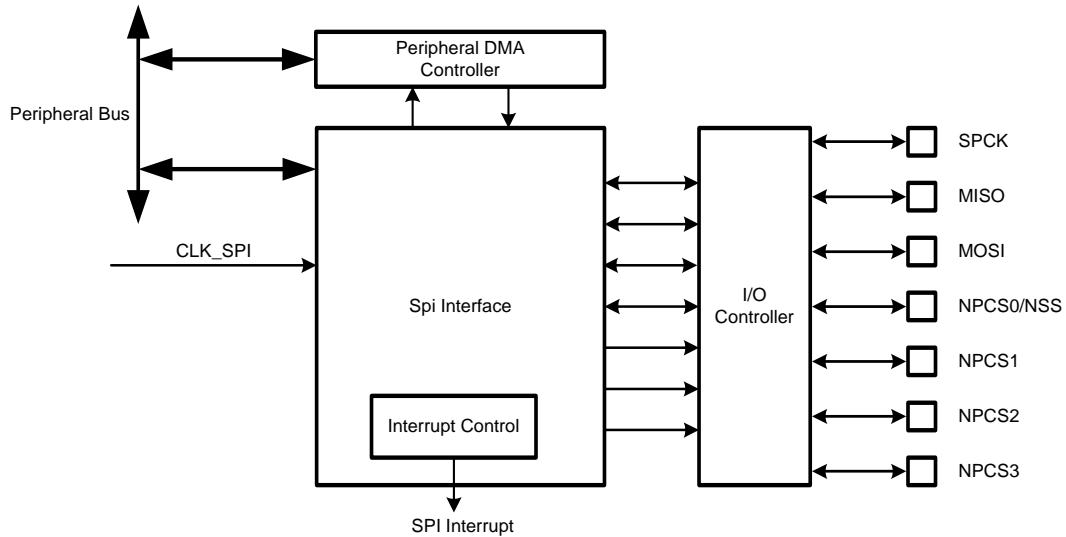 Peripheral DMA
Controller
Peripheral Bus
CLK_SPI
Spi Interface
Interrupt Control
SPI Interrupt
I/O
Controller
SPCK
MISO
MOSI
NPCS0/NSS
NPCS1
NPCS2
NPCS3